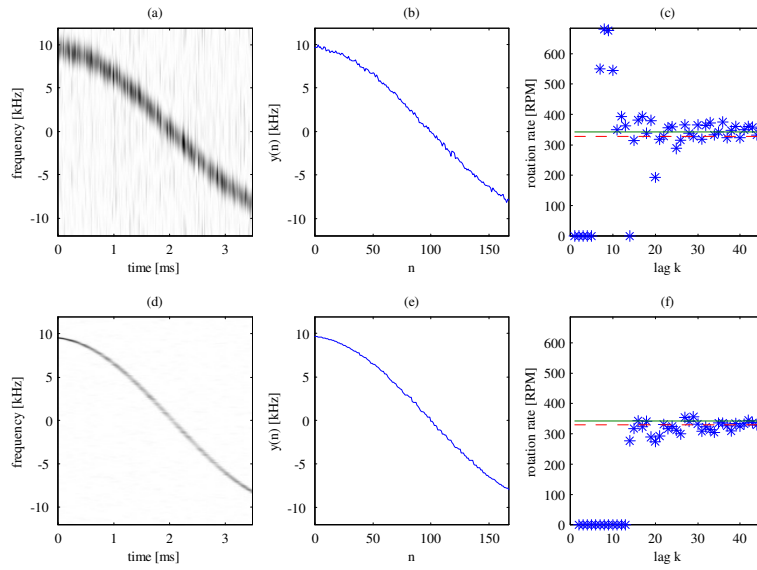 (a)
frequency [kHz]
10
5
0
-5
-10
0 1 2 3
time [ms]
(b)
y(n) [kHz]
10
5
0
-5
-10
0 50 100 150
n
(c)
rotation rate [RPM]
600
500
400
300
200
100
0
0 10 20 30 40
lag k
(d)
frequency [kHz]
10
5
0
-5
-10
0 1 2 3
time [ms]
(e)
y(n) [kHz]
10
5
0
-5
-10
0 50 100 150
n
(f)
rotation rate [RPM]
600
500
400
300
200
100
0
0 10 20 30 40
lag k